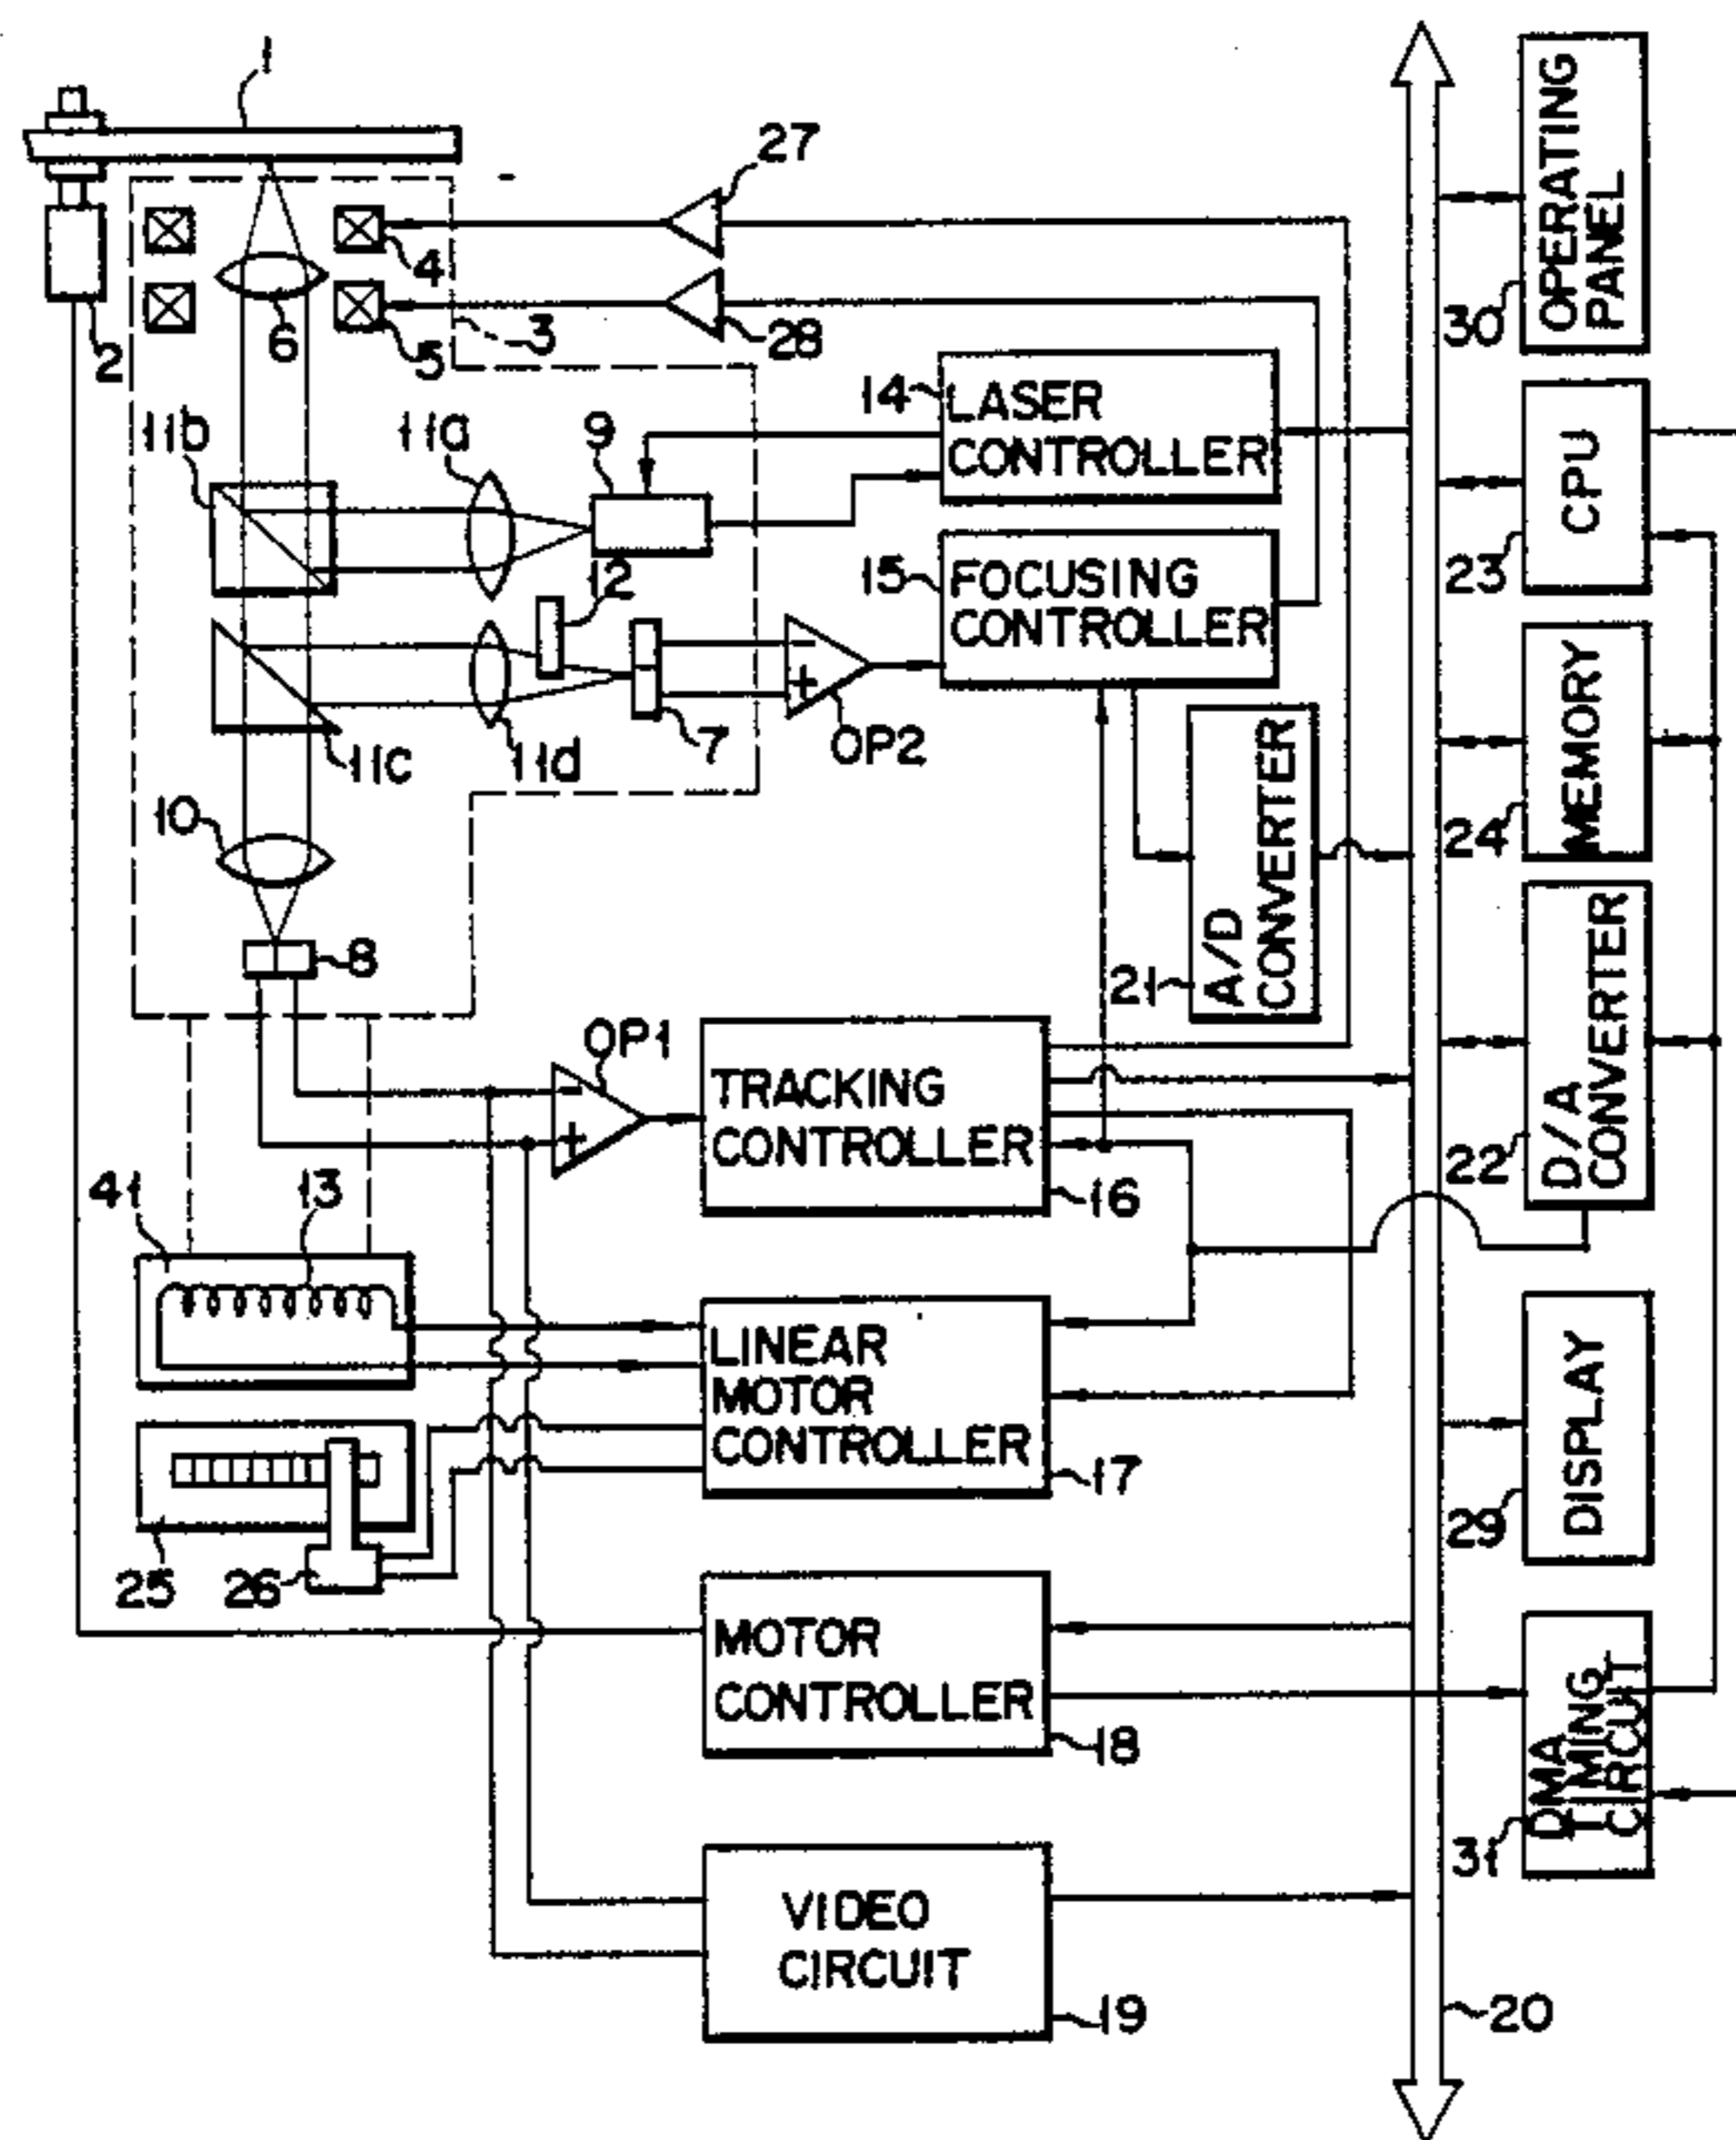 1
27
4
28
2
6
5
3
14
LASER
CONTROLLER
30
OPERATING
PANEL
11b
11a
9
12
15
FOCUSING
CONTROLLER
23
CPU
11c
11d
7
OP2
24
MEMORY
10
8
21
A/D
CONVERTER
22
D/A
CONVERTER
OP1
TRACKING
CONTROLLER
16
41
13
LINEAR
MOTOR
CONTROLLER
17
29
DISPLAY
25
26
MOTOR
CONTROLLER
18
31
DMA
TIMING
CIRCUIT
VIDEO
CIRCUIT
19
20